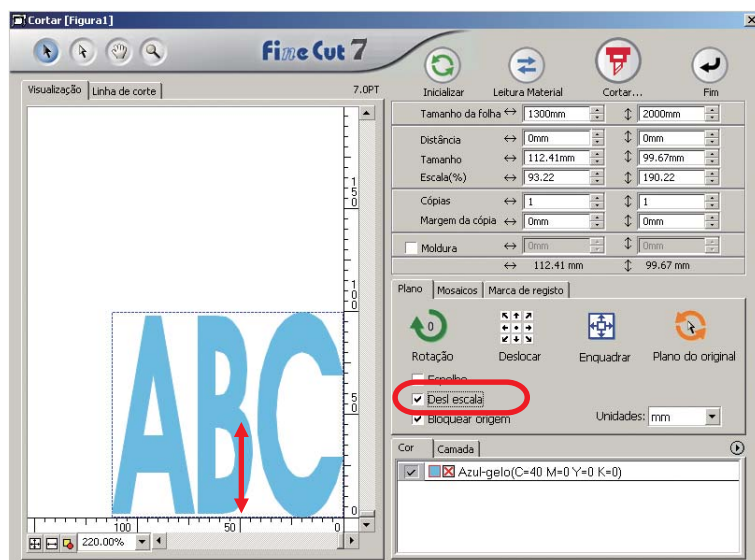 Cortar [Figura1]
FineCut 7
Inicializar
Leitura Material
Cortar...
Fim
Visualização
Linha de corte
7.0PT
Tamanho da folha 1300mm 2000mm
Distância 0mm 0mm
Tamanho 112.41mm 99.67mm
Escala(%) 93.22 190.22
Cópias 1 1
Margem da cópia 0mm 0mm
Moldura 0mm 0mm
112.41 mm 99.67 mm
Plano
Mosaicos
Marca de registo
0
Rotação
Deslocar
Enquadrar
Plano do original
Espelho
Desl escala
Bloquear origem
Unidades: mm
Cor
Camada
Azul-gelo(C=40 M=0 Y=0 K=0)
ABC
150
100
50
0
100 50 0
220.00%